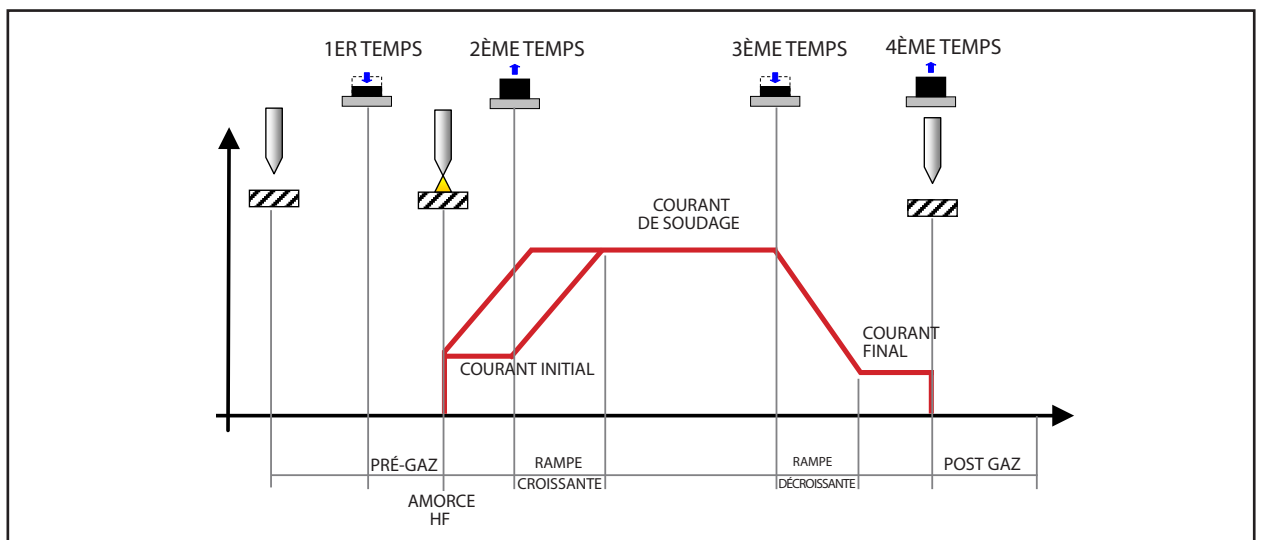 1ER TEMPS
2ÈME TEMPS
3ÈME TEMPS
4ÈME TEMPS
COURANT
DE SOUDAGE
COURANT
FINAL
COURANT INITIAL
PRÉ-GAZ
RAMPE
CROISSANTE
RAMPE
DÉCROISSANTE
POST GAZ
AMORCE
HF